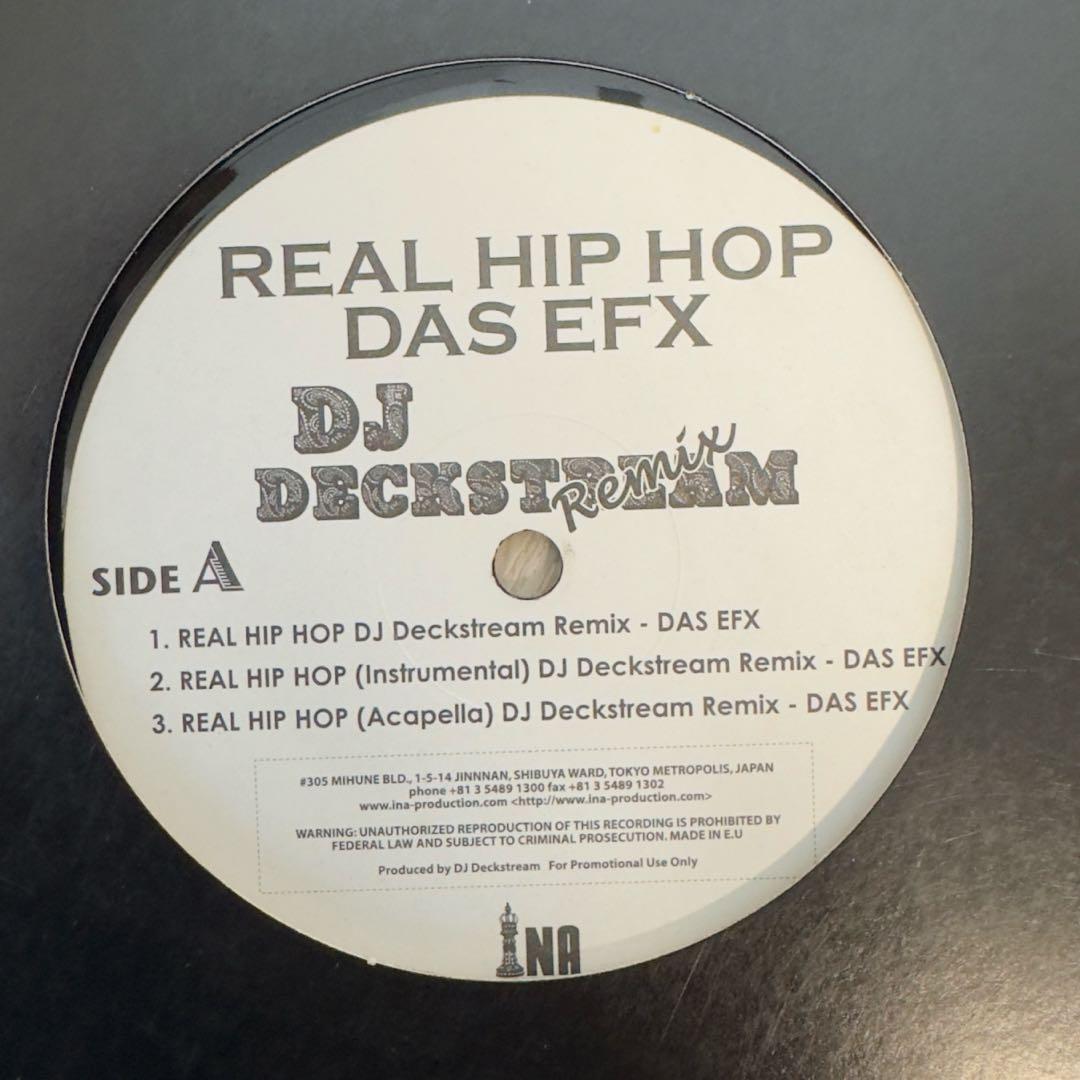 REAL HIP HOP
DAS EFX
DJ
DECKSTREAM
Remix
SIDE A
1. REAL HIP HOP DJ Deckstream Remix - DAS EFX
2. REAL HIP HOP (Instrumental) DJ Deckstream Remix - DAS EFX
3. REAL HIP HOP (Acapella) DJ Deckstream Remix - DAS EFX
#305 MIHUNE BLD., 1-5-14 JINNNAN, SHIBUYA WARD, TOKYO METROPOLIS, JAPAN
phone +81 3 5489 1300 fax +81 3 5489 1302
www.ina-production.com <http://www.ina-production.com>
WARNING: UNAUTHORIZED REPRODUCTION OF THIS RECORDING IS PROHIBITED BY
FEDERAL LAW AND SUBJECT TO CRIMINAL PROSECUTION. MADE IN E.U
Produced by DJ Deckstream For Promotional Use Only
INA